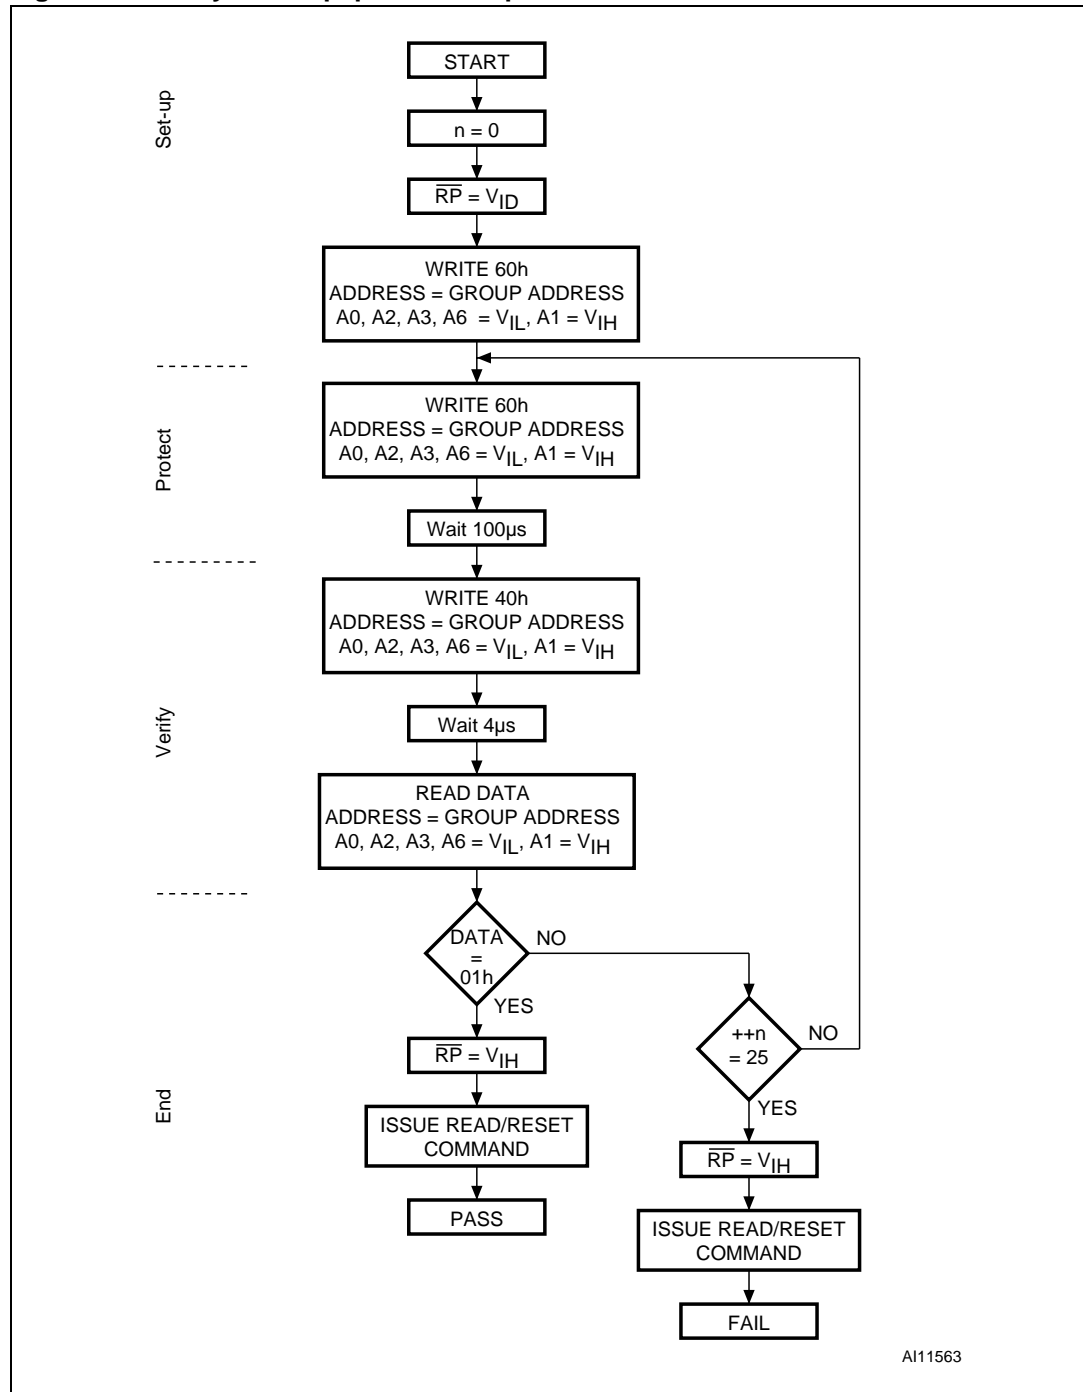 START
Set-up
n = 0
RP = VID
WRITE 60h
ADDRESS = GROUP ADDRESS
A0, A2, A3, A6 = VIL, A1 = VIH
WRITE 60h
ADDRESS = GROUP ADDRESS
A0, A2, A3, A6 = VIL, A1 = VIH
Protect
Wait 100µs
WRITE 40h
ADDRESS = GROUP ADDRESS
A0, A2, A3, A6 = VIL, A1 = VIH
Verify
Wait 4µs
READ DATA
ADDRESS = GROUP ADDRESS
A0, A2, A3, A6 = VIL, A1 = VIH
DATA
=
01h
NO
YES
++n
= 25
NO
YES
End
RP = VIH
ISSUE READ/RESET
COMMAND
PASS
RP = VIH
ISSUE READ/RESET
COMMAND
FAIL
AI11563